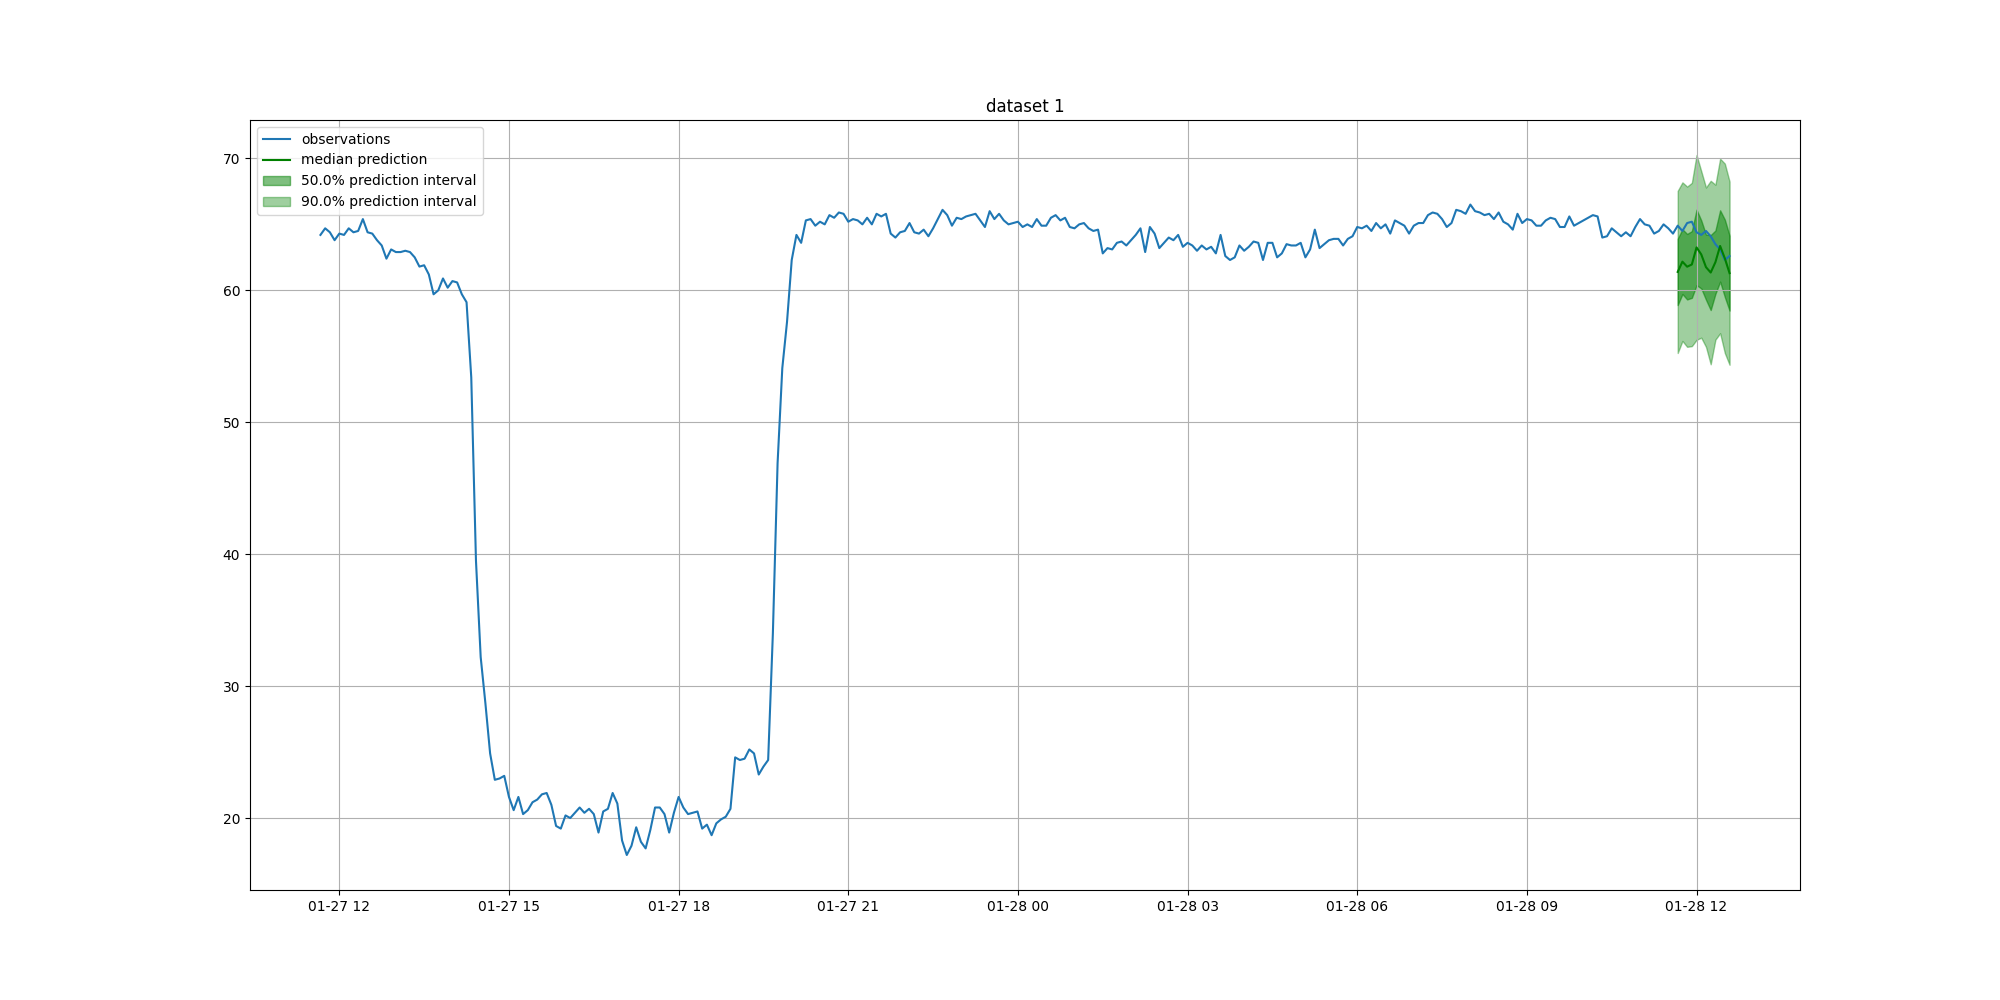 dataset 1
observations
median prediction
50.0% prediction interval
90.0% prediction interval
70
60
50
40
30
20
01-27 12 01-27 15 01-27 18 01-27 21 01-28 00 01-28 03 01-28 06 01-28 09 01-28 12